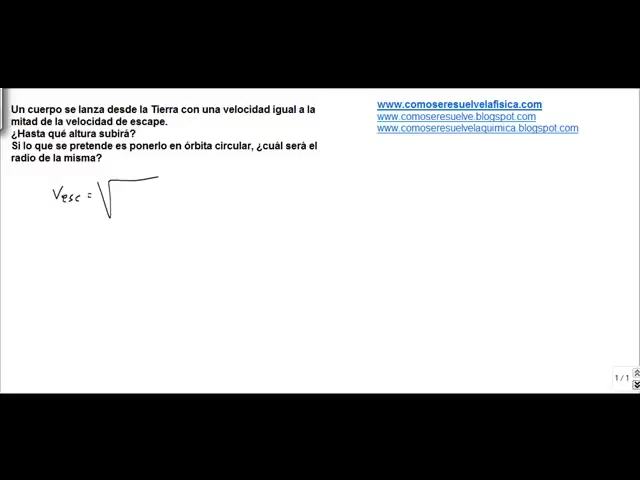 Un cuerpo se lanza desde la Tierra con una velocidad igual a la
mitad de la velocidad de escape.
¿Hasta qué altura subirá?
Si lo que se pretende es ponerlo en órbita circular, ¿cuál será el
radio de la misma?
www.comoseresuelvelafisica.com
www.comoseresuelve.blogspot.com
www.comoseresuelvelaquimica.blogspot.com
Vesc = √
1 / 1